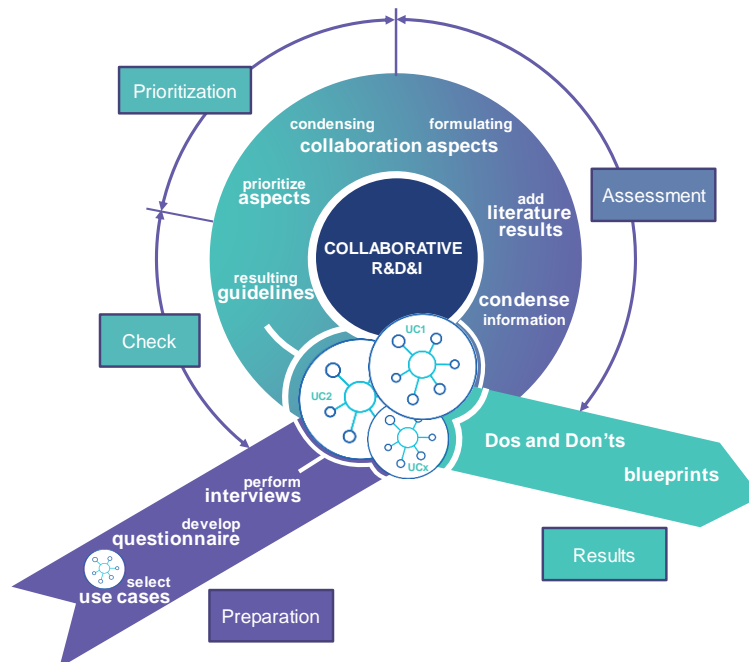 Prioritization
condensing
formulating
collaboration aspects
prioritize
aspects
add
literature
results
Assessment
COLLABORATIVE
R&D&I
resulting
guidelines
condense
information
Check
UC1
UC2
UCx
Dos and Don'ts
blueprints
perform
interviews
develop
questionnaire
select
use cases
Results
Preparation